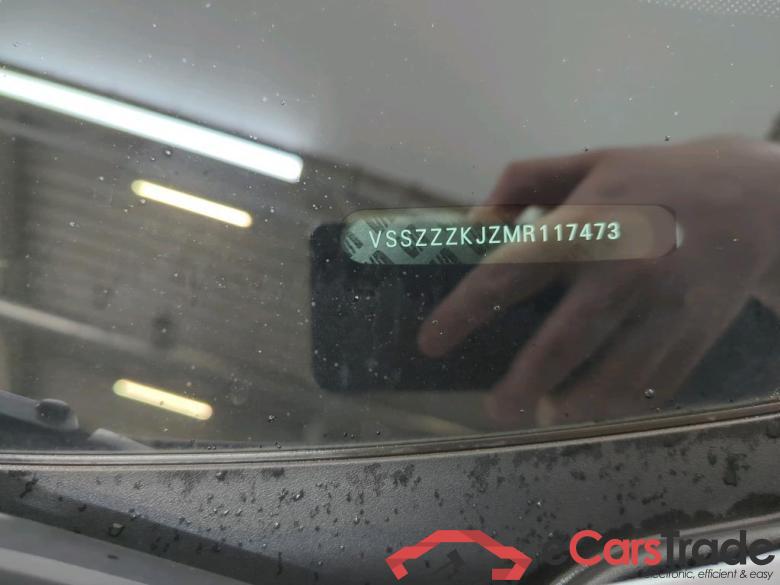 VSSZZZKJZMR117473
eCarsTrade
electronic, efficient & easy